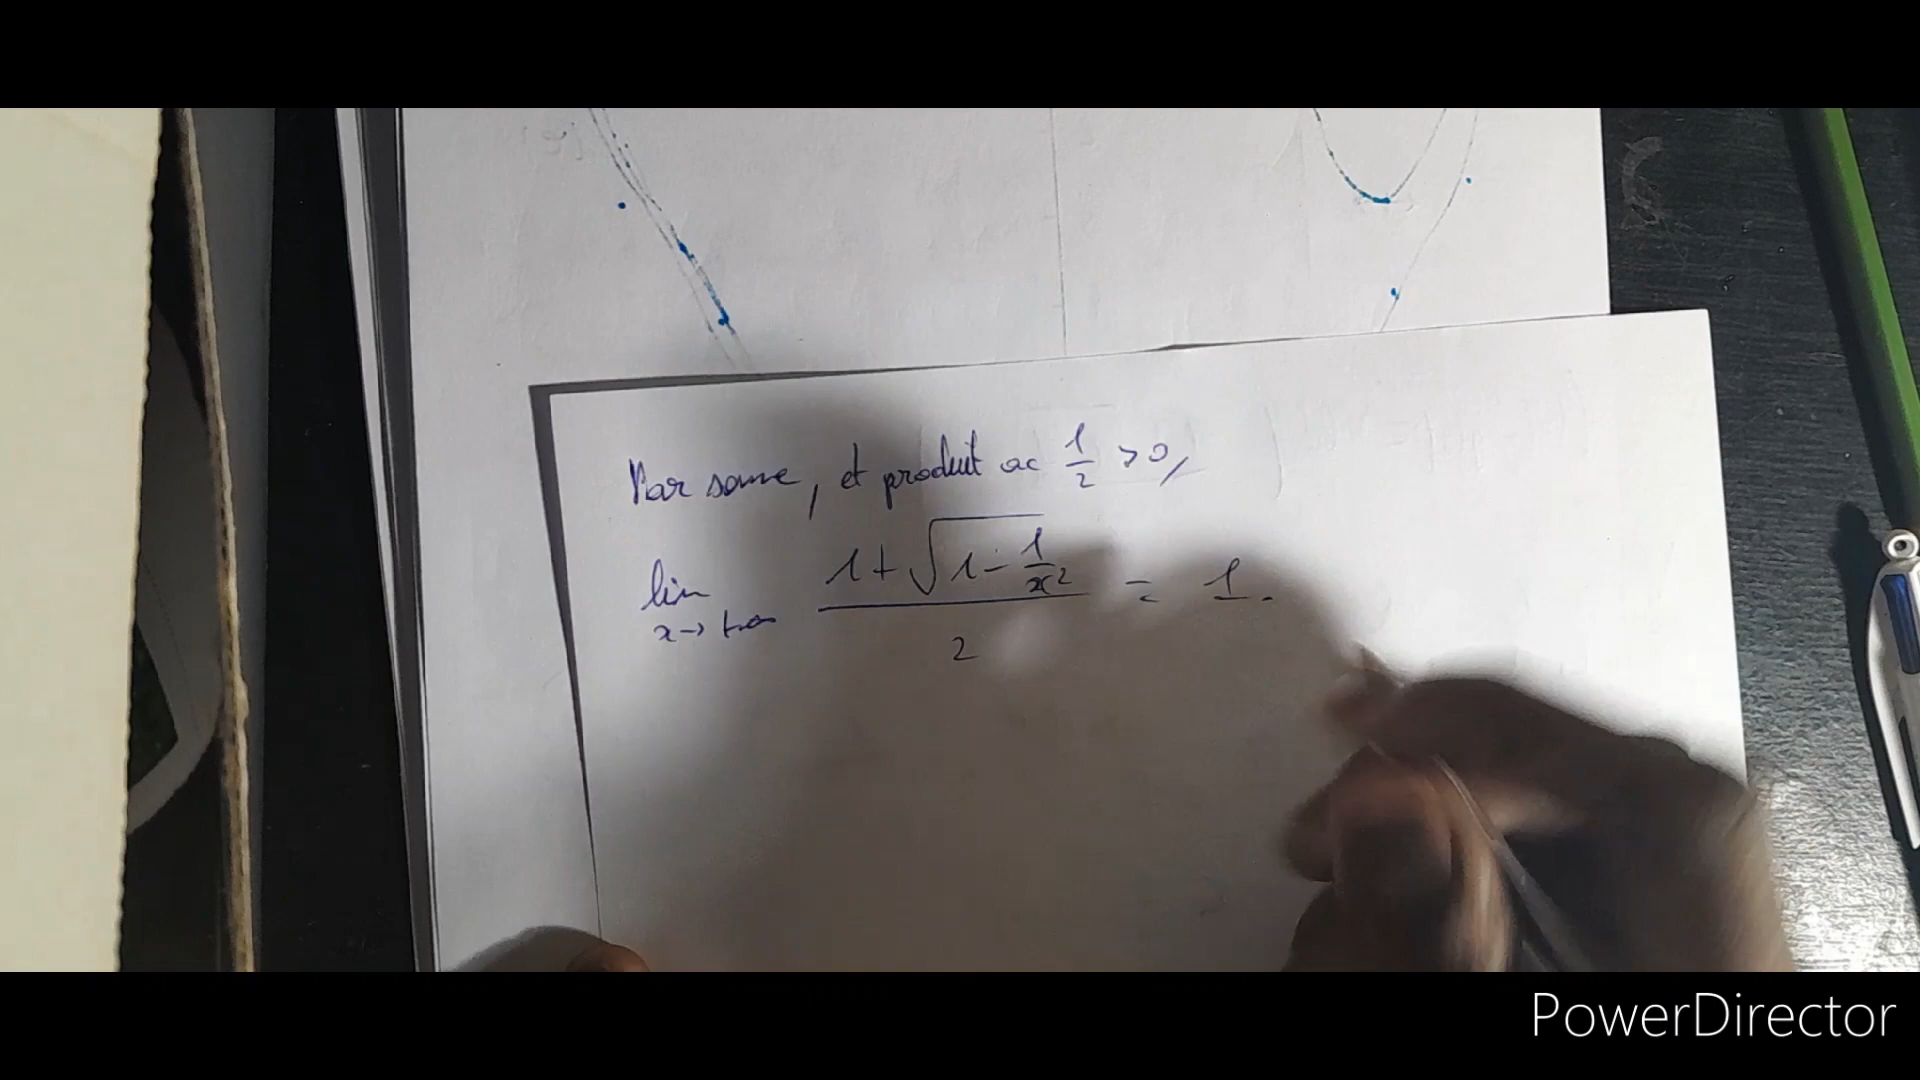 Par somme, et produit ac 1/2 > 0,
lim x→+∞ (1+√(1-1/x²))/2 = 1.
PowerDirector